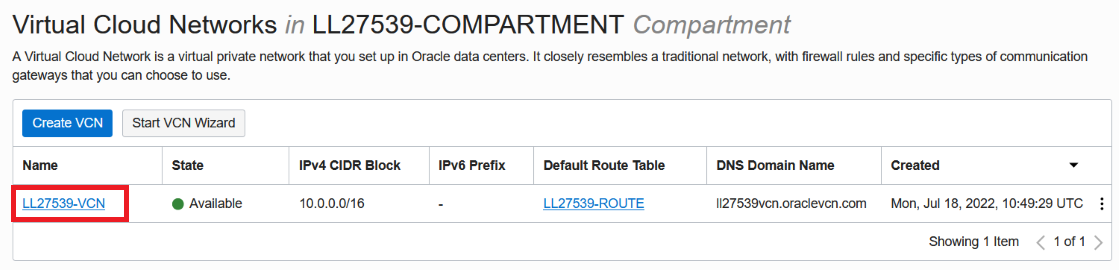 Virtual Cloud Networks in LL27539-COMPARTMENT Compartment
A Virtual Cloud Network is a virtual private network that you set up in Oracle data centers. It closely resembles a traditional network, with firewall rules and specific types of communication
gateways that you can choose to use.
Create VCN Start VCN Wizard
Name State IPv4 CIDR Block IPv6 Prefix Default Route Table DNS Domain Name Created
LL27539-VCN Available 10.0.0.0/16 - LL27539-ROUTE ll27539vcn.oraclevcn.com Mon, Jul 18, 2022, 10:49:29 UTC
Showing 1 Item < 1 of 1 >